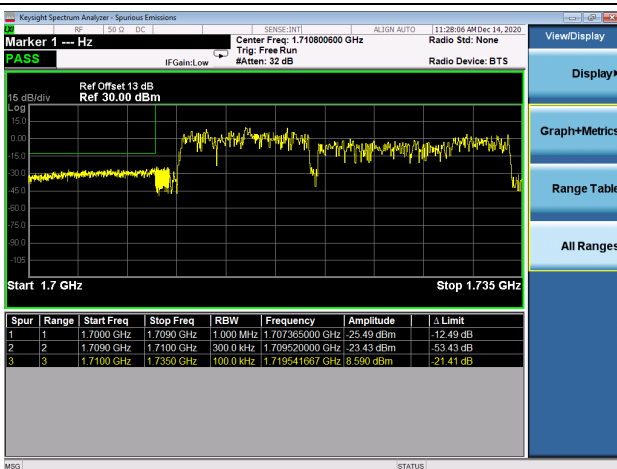 Keysight Spectrum Analyzer - Spurious Emissions
RF 50 Ω DC SENSE:INT ALIGN AUTO 11:28:06 AM Dec 14, 2020
Marker 1 --- Hz
Center Freq: 1.710800600 GHz
Radio Std: None
Trig: Free Run
PASS
IFGain:Low
#Atten: 32 dB
Radio Device: BTS
Ref Offset 13 dB
15 dB/div Ref 30.00 dBm
Log
15.0
0.00
-15.0
-30.0
-45.0
-60.0
-75.0
-90.0
-105
Start 1.7 GHz Stop 1.735 GHz
Spur Range Start Freq Stop Freq RBW Frequency Amplitude Δ Limit
1 1 1.7000 GHz 1.7090 GHz 1.000 MHz 1.707365000 GHz -25.49 dBm -12.49 dB
2 2 1.7090 GHz 1.7100 GHz 300.0 kHz 1.709520000 GHz -23.43 dBm -53.43 dB
3 3 1.7100 GHz 1.7350 GHz 100.0 kHz 1.719541667 GHz 8.590 dBm -21.41 dB
MSG STATUS
View/Display
Display
Graph+Metrics
Range Table
All Ranges